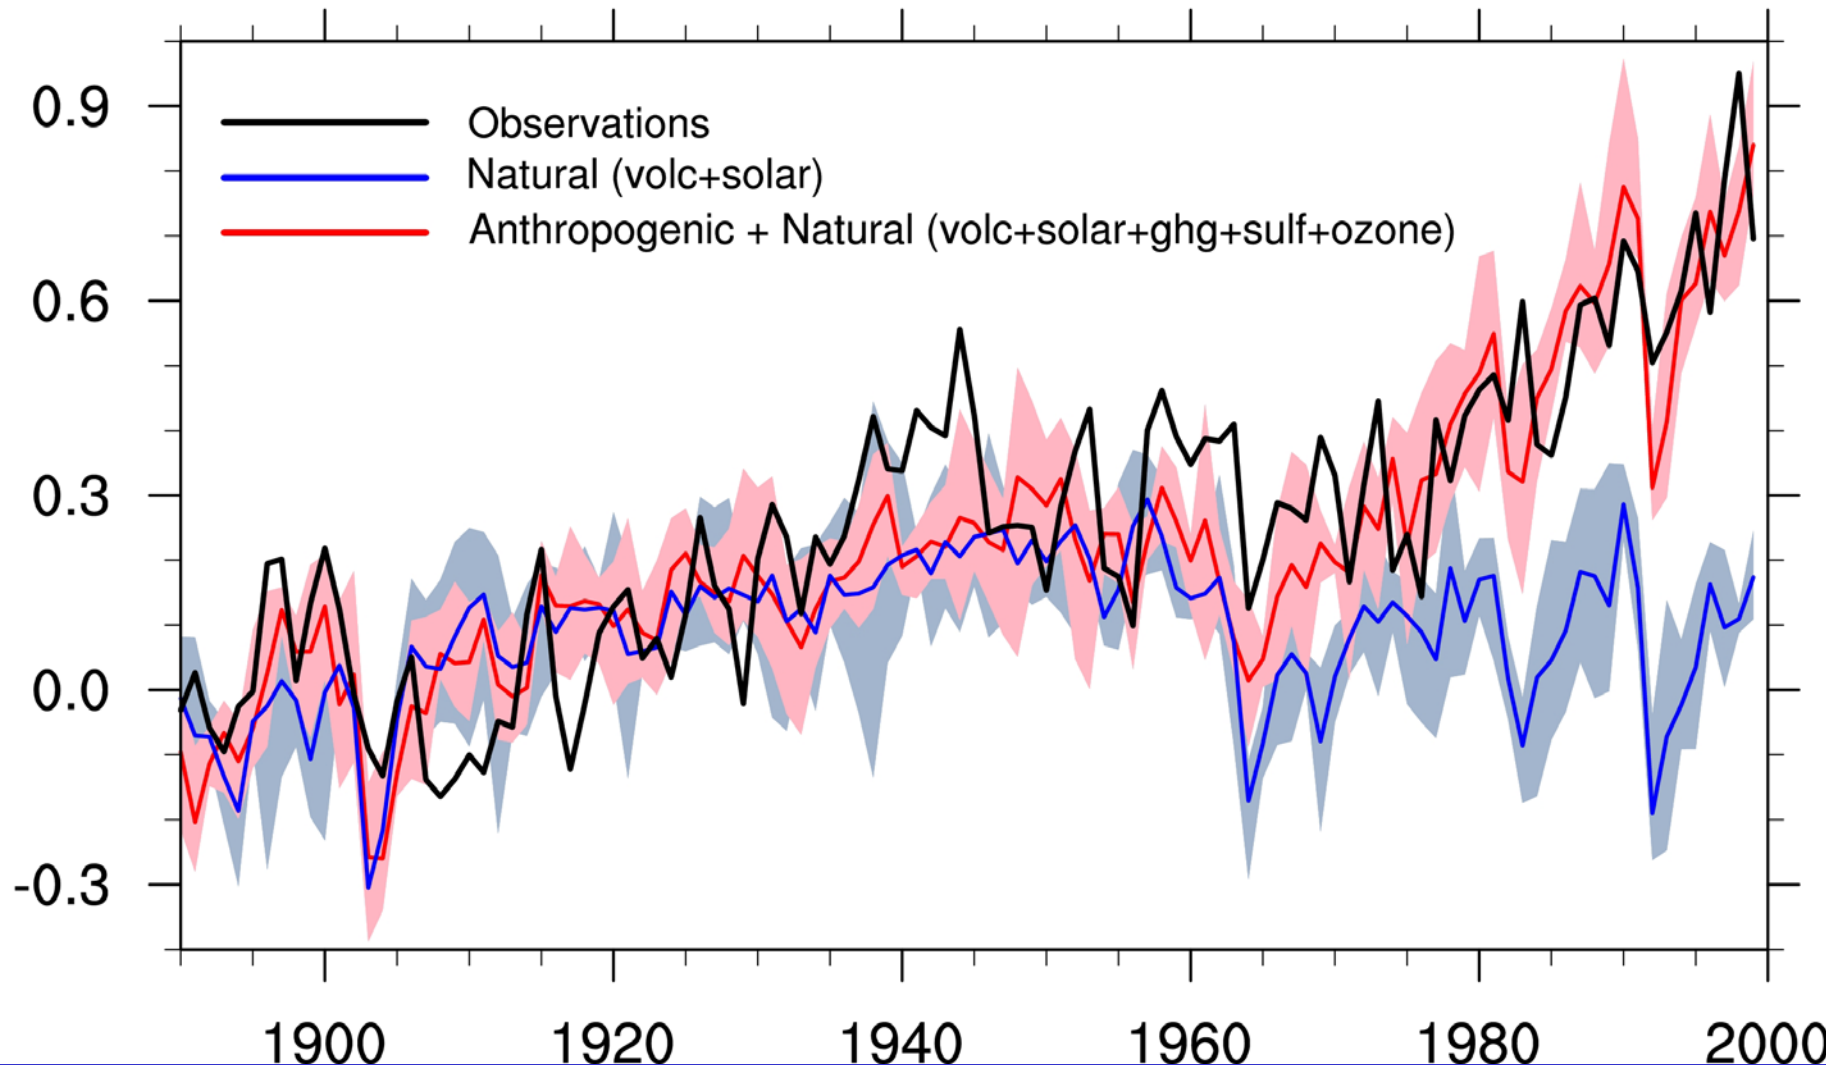 0.9
Observations
Natural (volc+solar)
Anthropogenic + Natural (volc+solar+ghg+sulf+ozone)
0.6
0.3
0.0
-0.3
1900 1920 1940 1960 1980 2000